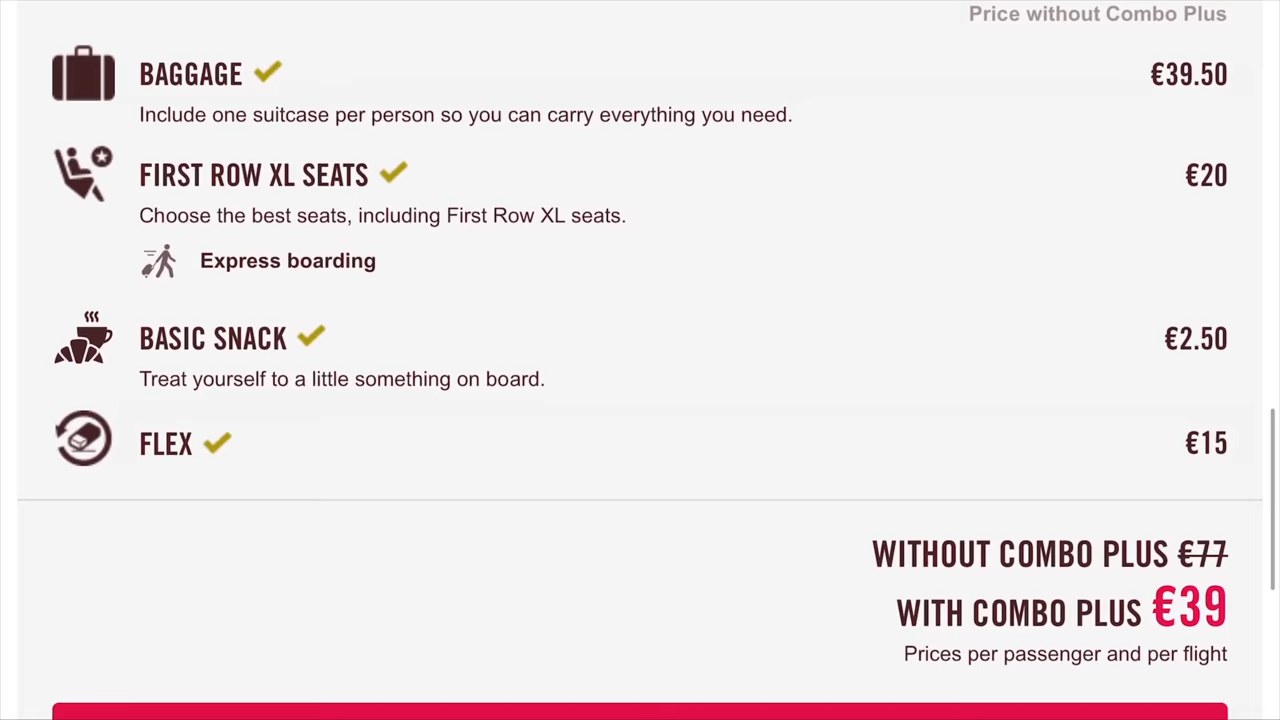 Price without Combo Plus
BAGGAGE €39.50
Include one suitcase per person so you can carry everything you need.
FIRST ROW XL SEATS €20
Choose the best seats, including First Row XL seats.
Express boarding
BASIC SNACK €2.50
Treat yourself to a little something on board.
FLEX €15
WITHOUT COMBO PLUS €77
WITH COMBO PLUS €39
Prices per passenger and per flight